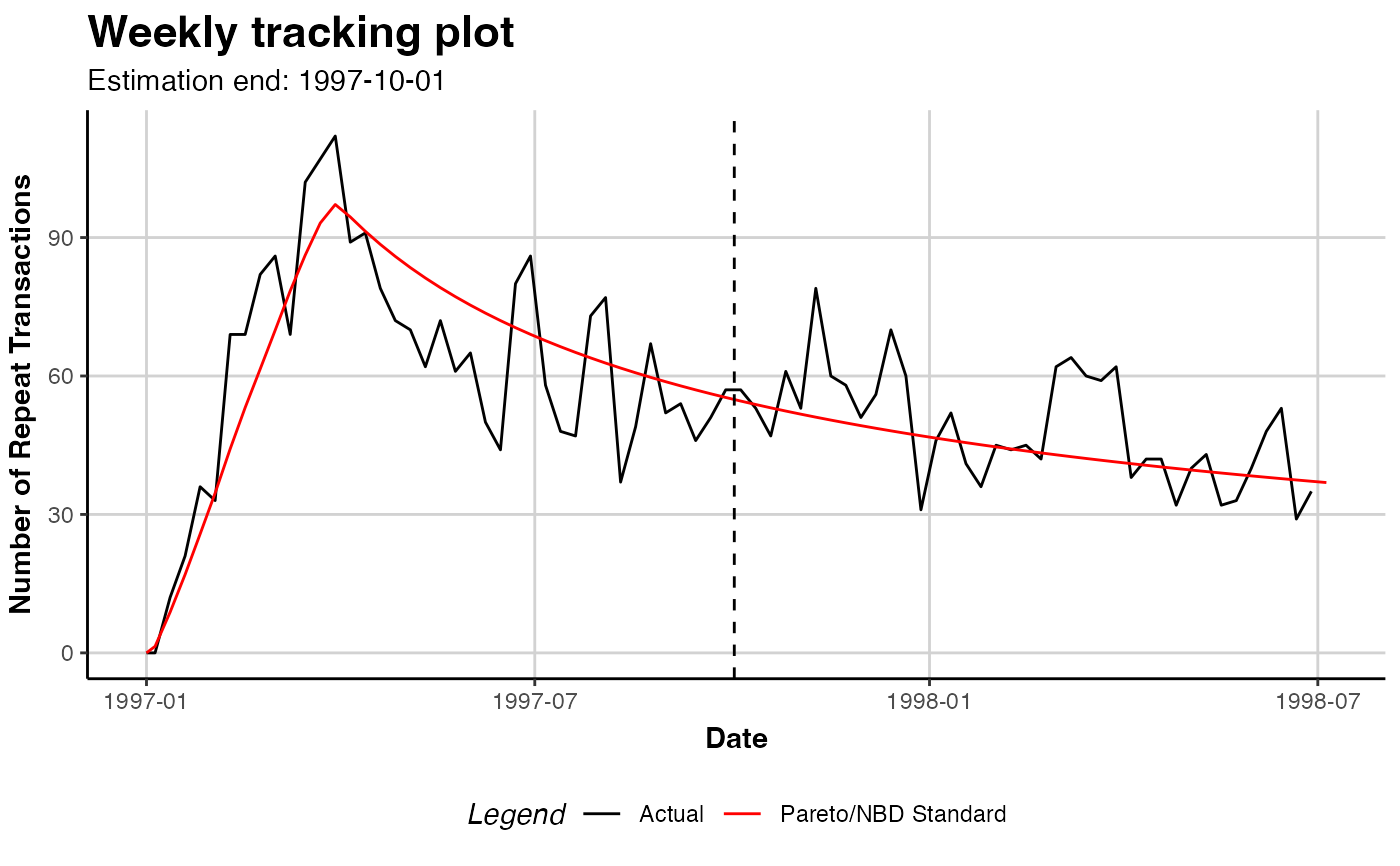 Weekly tracking plot
Estimation end: 1997-10-01
Number of Repeat Transactions
90
60
30
0
1997-01 1997-07 1998-01 1998-07
Date
Legend Actual Pareto/NBD Standard